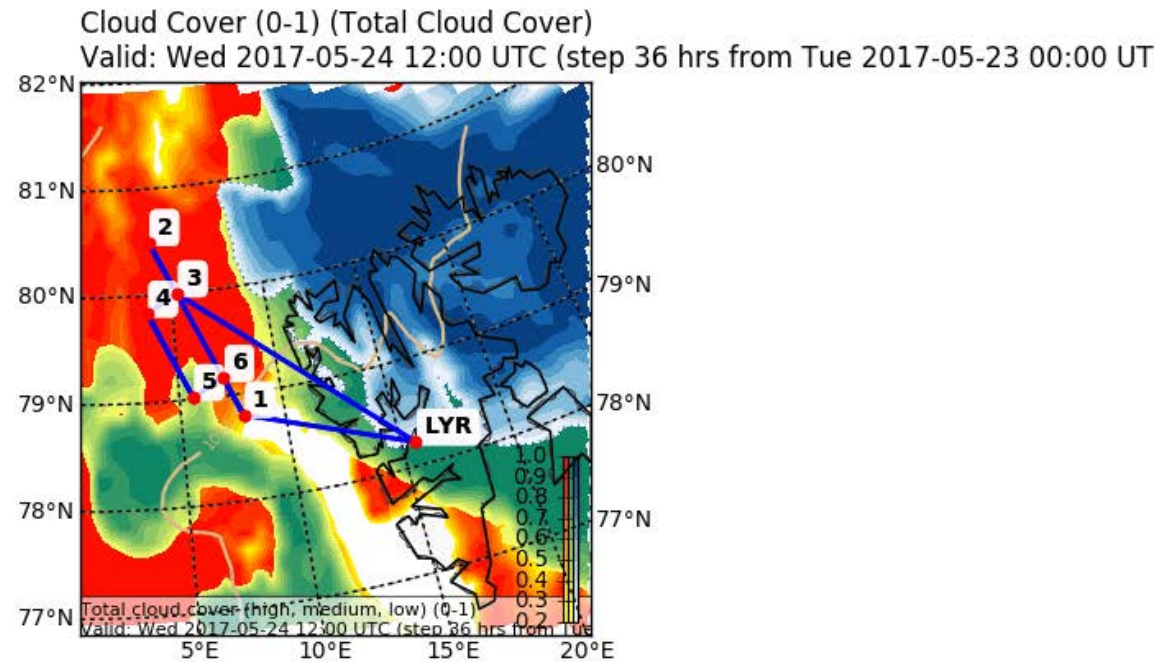 Cloud Cover (0-1) (Total Cloud Cover)
Valid: Wed 2017-05-24 12:00 UTC (step 36 hrs from Tue 2017-05-23 00:00 UT
82°N
80°N
81°N
2
3
79°N
80°N
4
6
5
79°N
1
78°N
LYR
10
1.0
0.9
0.8
78°N
0.7
77°N
0.6
0.5
0.4
0.3
Total cloud cover (high, medium, low) (0-1)
77°N
0.2
Valid: Wed 2017-05-24 12:00 UTC (step 36 hrs from Tue
5°E
10°E
15°E
20°E